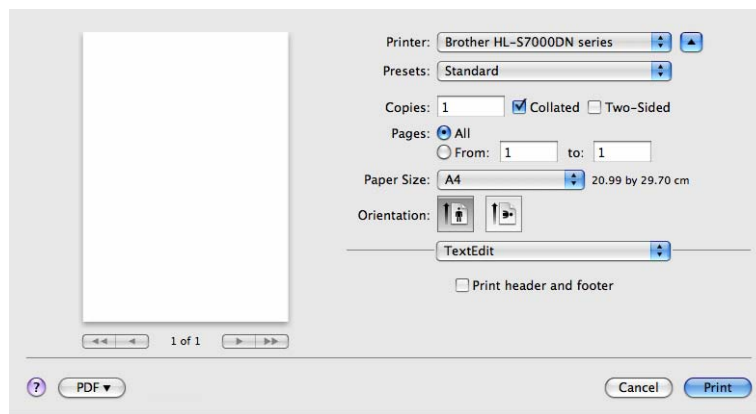 Printer: Brother HL-S7000DN series
Presets: Standard
Copies: 1 Collated Two-Sided
Pages: All
From: 1 to: 1
Paper Size: A4 20.99 by 29.70 cm
Orientation:
TextEdit
Print header and footer
1 of 1
? PDF▼ Cancel Print